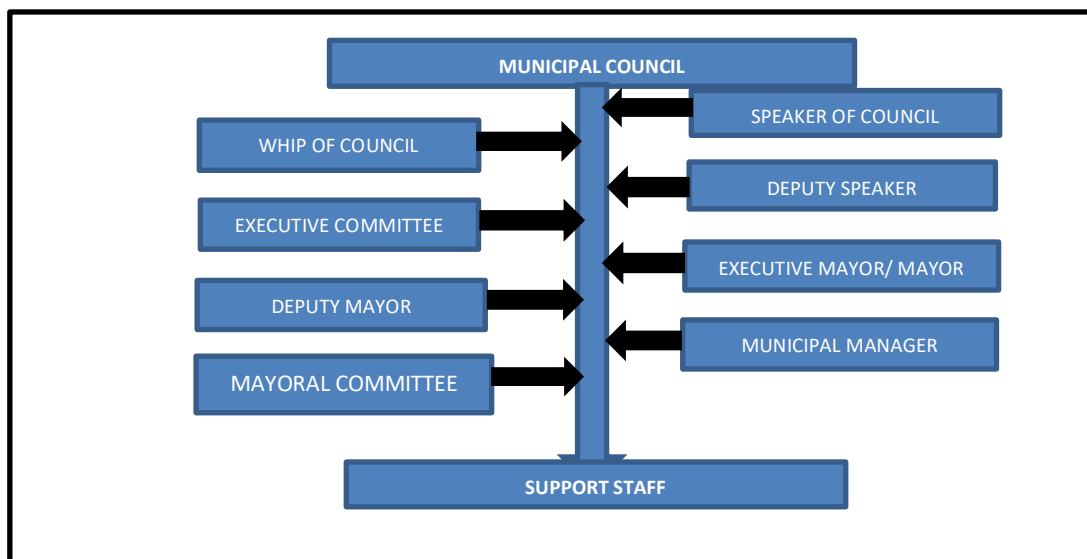 MUNICIPAL COUNCIL
SPEAKER OF COUNCIL
WHIP OF COUNCIL
DEPUTY SPEAKER
EXECUTIVE COMMITTEE
EXECUTIVE MAYOR/ MAYOR
DEPUTY MAYOR
MUNICIPAL MANAGER
MAYORAL COMMITTEE
SUPPORT STAFF